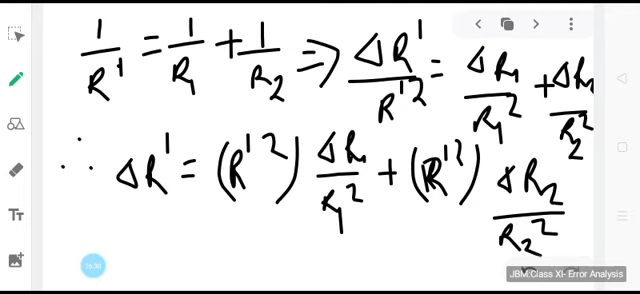 1/R' = 1/R₁ + 1/R₂ ⇒ ΔR'/R'² = ΔR₁/R₁² + ΔR₂/R₂²
∴ ΔR' = (R'²) ΔR₁/R₁² + (R'²) ΔR₂/R₂²
Tт
JBM:Class XI- Error Analysis